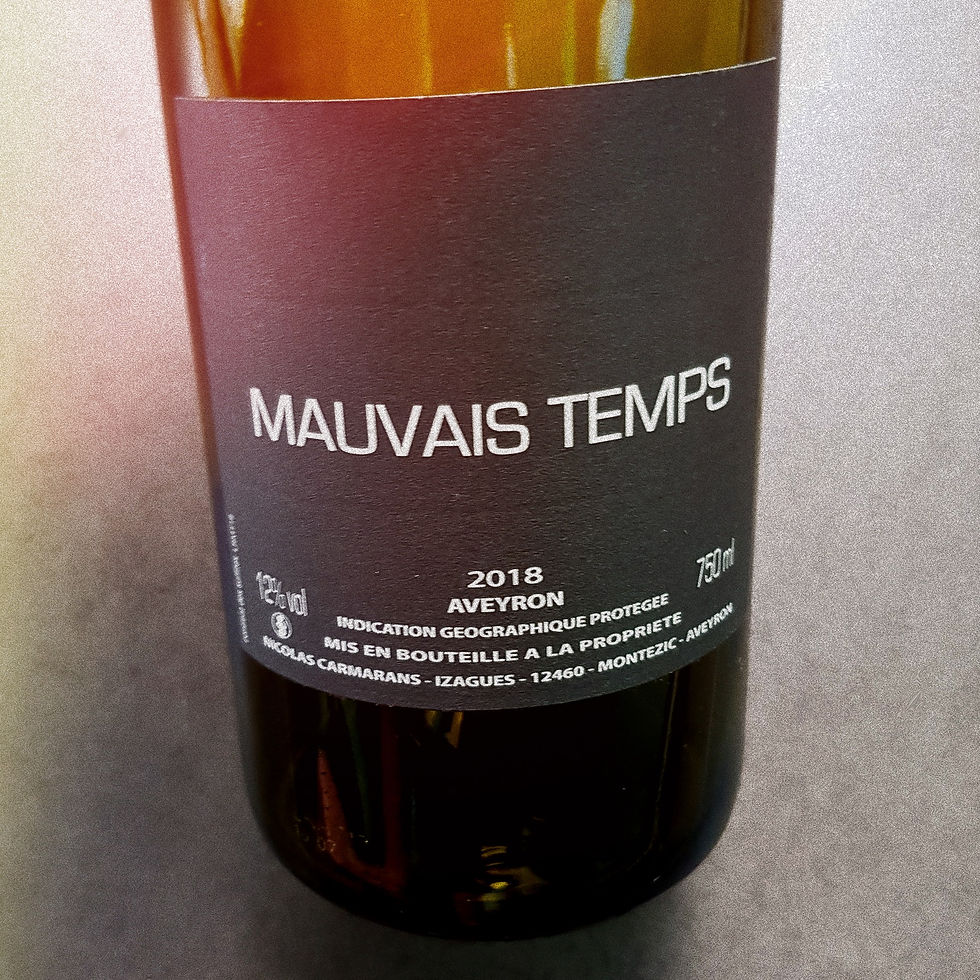 MAUVAIS TEMPS
12% vol
2018
750 ml
AVEYRON
INDICATION GEOGRAPHIQUE PROTEGEE
MIS EN BOUTEILLE A LA PROPRIETE
NICOLAS CARMARANS - IZAGUES - 12460 - MONTEZIC - AVEYRON